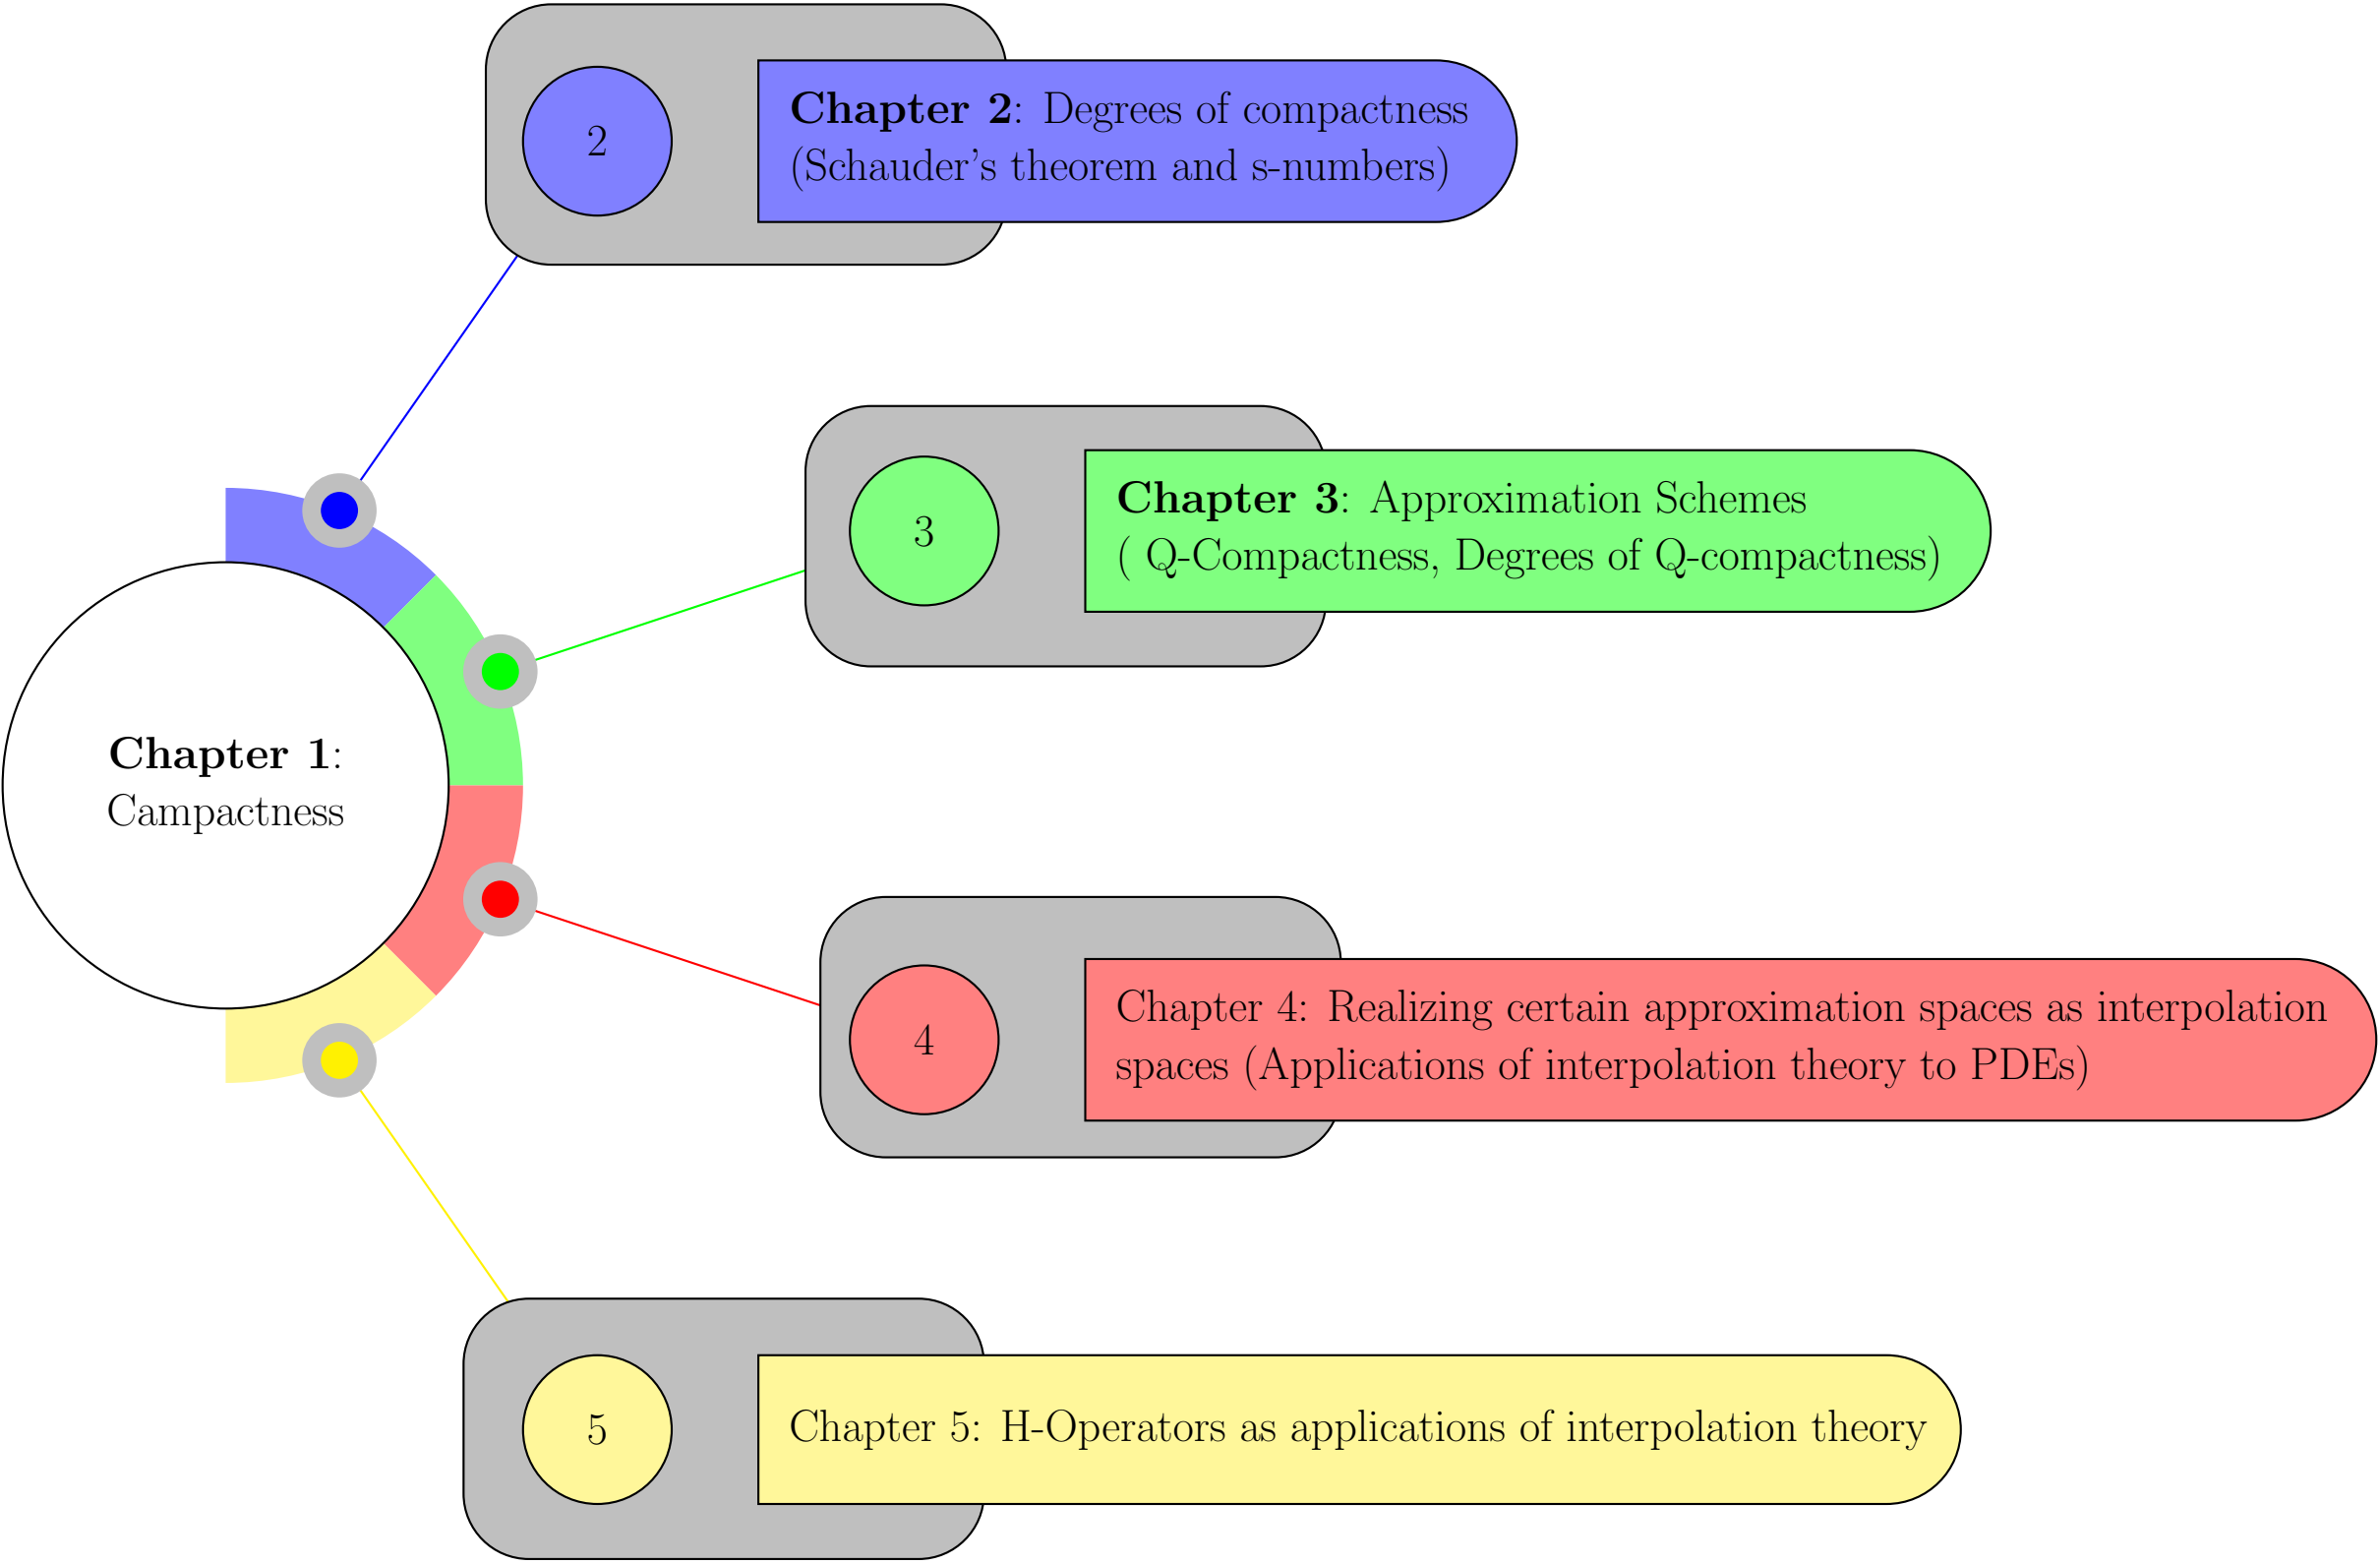 2
Chapter 2: Degrees of compactness
(Schauder's theorem and s-numbers)
3
Chapter 3: Approximation Schemes
( Q-Compactness, Degrees of Q-compactness)
Chapter 1:
Campactness
4
Chapter 4: Realizing certain approximation spaces as interpolation
spaces (Applications of interpolation theory to PDEs)
5
Chapter 5: H-Operators as applications of interpolation theory